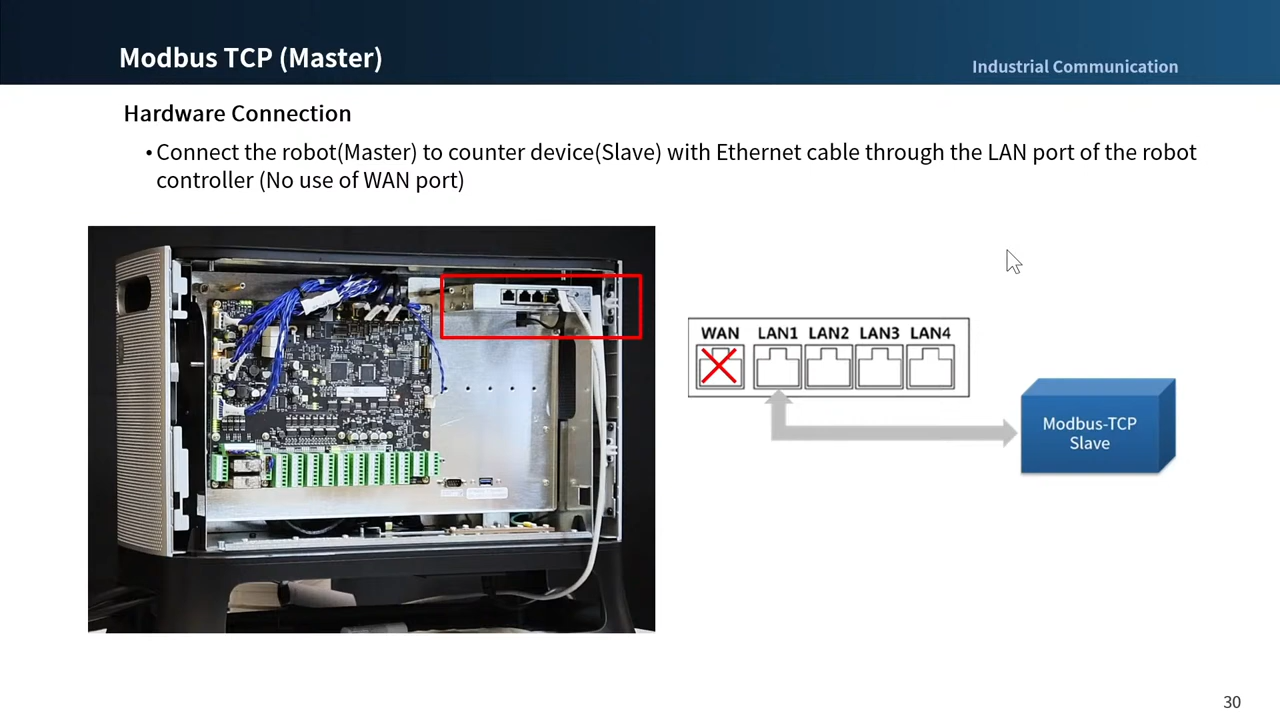 Modbus TCP (Master)
Industrial Communication
Hardware Connection
• Connect the robot(Master) to counter device(Slave) with Ethernet cable through the LAN port of the robot
controller (No use of WAN port)
WAN LAN1 LAN2 LAN3 LAN4
Modbus-TCP
Slave
30